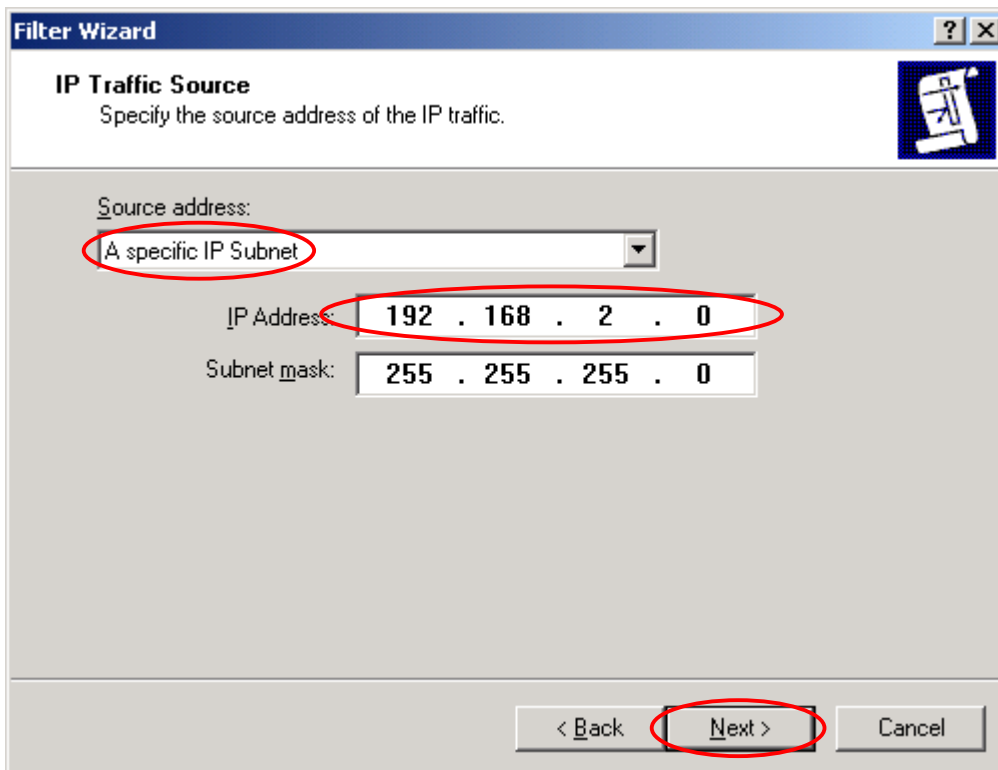 Filter Wizard
IP Traffic Source
Specify the source address of the IP traffic.
Source address:
A specific IP Subnet
IP Address: 192 . 168 . 2 . 0
Subnet mask: 255 . 255 . 255 . 0
< Back Next > Cancel